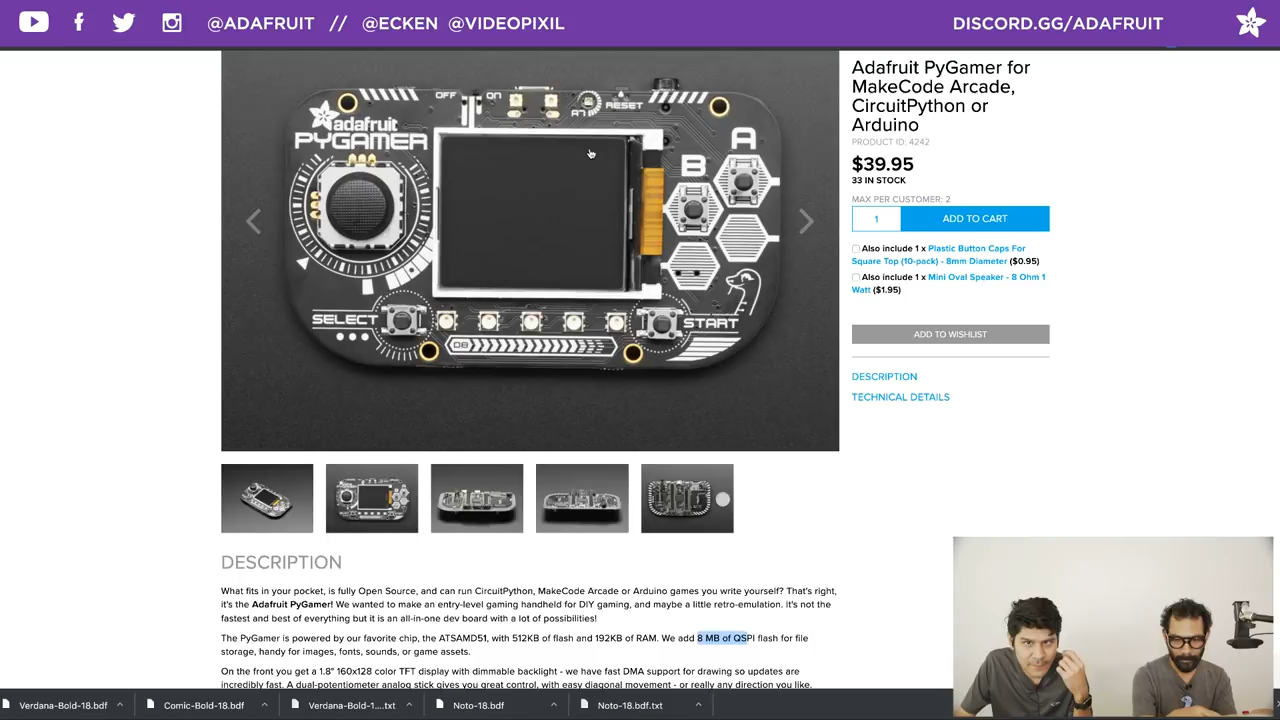 @ADAFRUIT // @ECKEN @VIDEOPIXIL
DISCORD.GG/ADAFRUIT
adafruit
PYGAMER
OFF
ON
RESET
A
B
SELECT
START
Adafruit PyGamer for
MakeCode Arcade,
CircuitPython or
Arduino
PRODUCT ID: 4242
$39.95
33 IN STOCK
MAX PER CUSTOMER: 2
1
ADD TO CART
Also include 1 x Plastic Button Caps For
Square Top (10-pack) - 8mm Diameter ($0.95)
Also include 1 x Mini Oval Speaker - 8 Ohm 1
Watt ($1.95)
ADD TO WISHLIST
DESCRIPTION
TECHNICAL DETAILS
DESCRIPTION
What fits in your pocket, is fully Open Source, and can run CircuitPython, MakeCode Arcade or Arduino games you write yourself? That's right,
it's the Adafruit PyGamer! We wanted to make an entry-level gaming handheld for DIY gaming, and maybe a little retro-emulation. it's not the
fastest and best of everything but it is an all-in-one dev board with a lot of possibilities!
The PyGamer is powered by our favorite chip, the ATSAMD51, with 512KB of flash and 192KB of RAM. We add 8 MB of QSPI flash for file
storage, handy for images, fonts, sounds, or game assets.
On the front you get a 1.8" 160x128 color TFT display with dimmable backlight - we have fast DMA support for drawing so updates are
incredibly fast. A dual-potentiometer analog stick gives you great control, with easy diagonal movement - or really any direction you like.
Verdana-Bold-18.bdf
Comic-Bold-18.bdf
Verdana-Bold-1....txt
Noto-18.bdf
Noto-18.bdf.txt